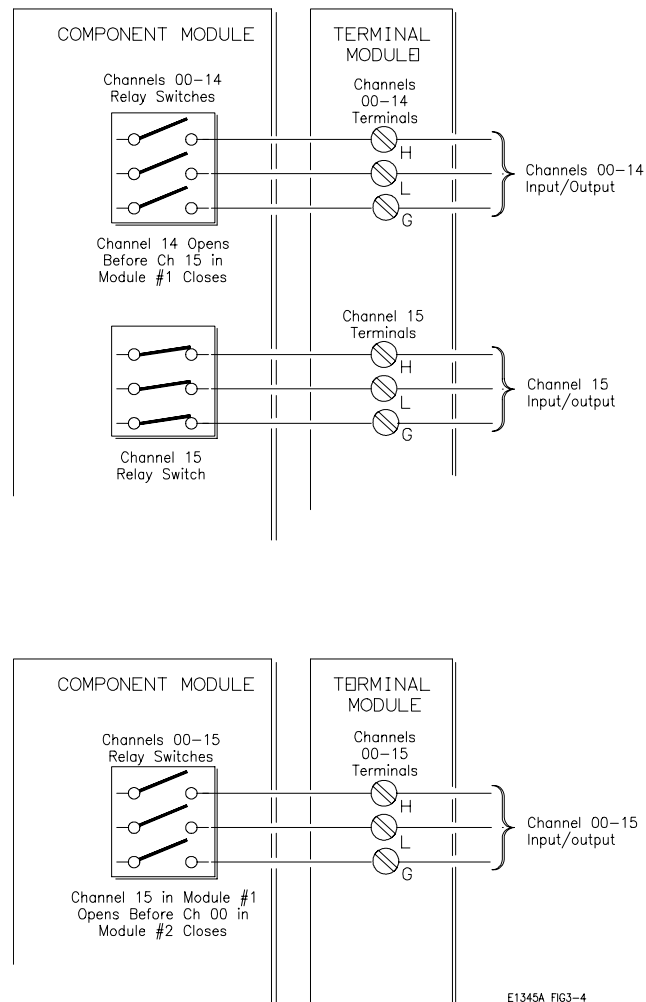 COMPONENT MODULE
TERMINAL
MODULE
Channels 00-14
Relay Switches
Channels
00-14
Terminals
H
L
G
Channels 00-14
Input/Output
Channel 14 Opens
Before Ch 15 in
Module #1 Closes
Channel 15
Terminals
H
L
G
Channel 15
Input/output
Channel 15
Relay Switch
COMPONENT MODULE
TERMINAL
MODULE
Channels 00-15
Relay Switches
Channels
00-15
Terminals
H
L
G
Channel 00-15
Input/output
Channel 15 in Module #1
Opens Before Ch 00 in
Module #2 Closes
E1345A FIG3-4